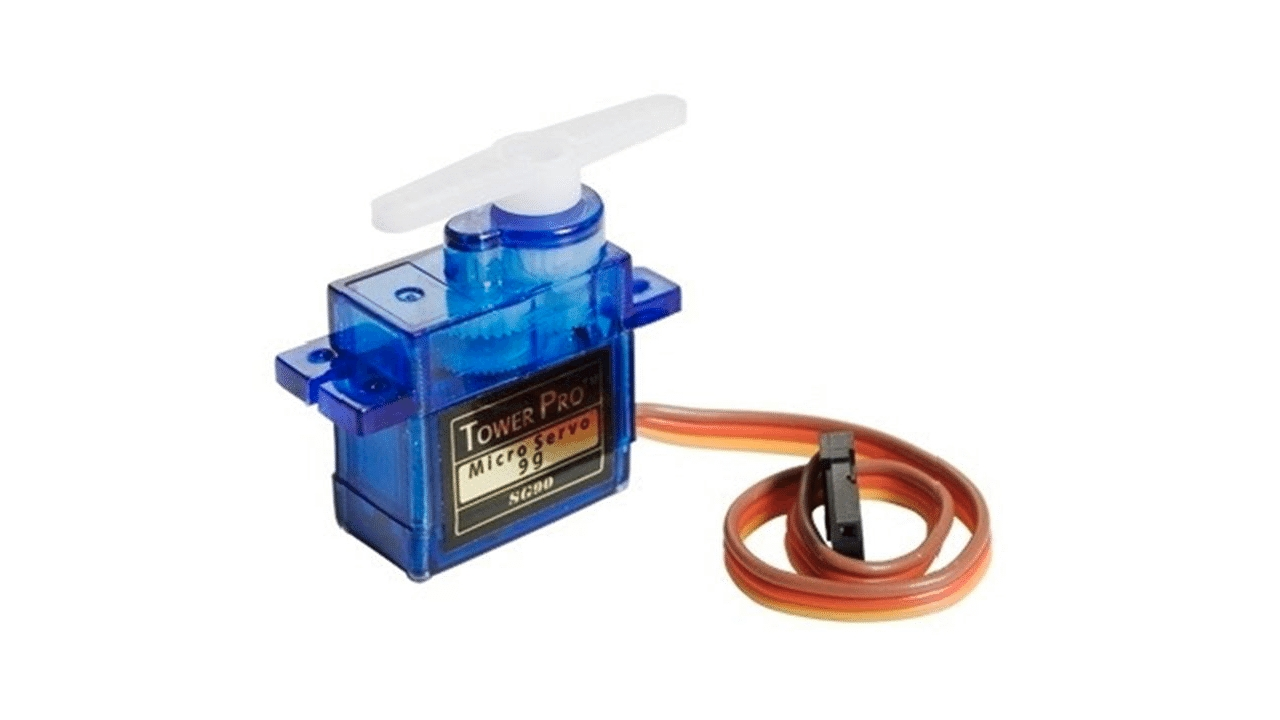 TOWER PRO™
Micro Servo
9g
SG90